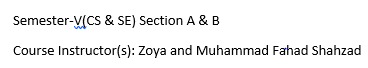 Semester-V(CS & SE) Section A & B
Course Instructor(s): Zoya and Muhammad Fahad Shahzad